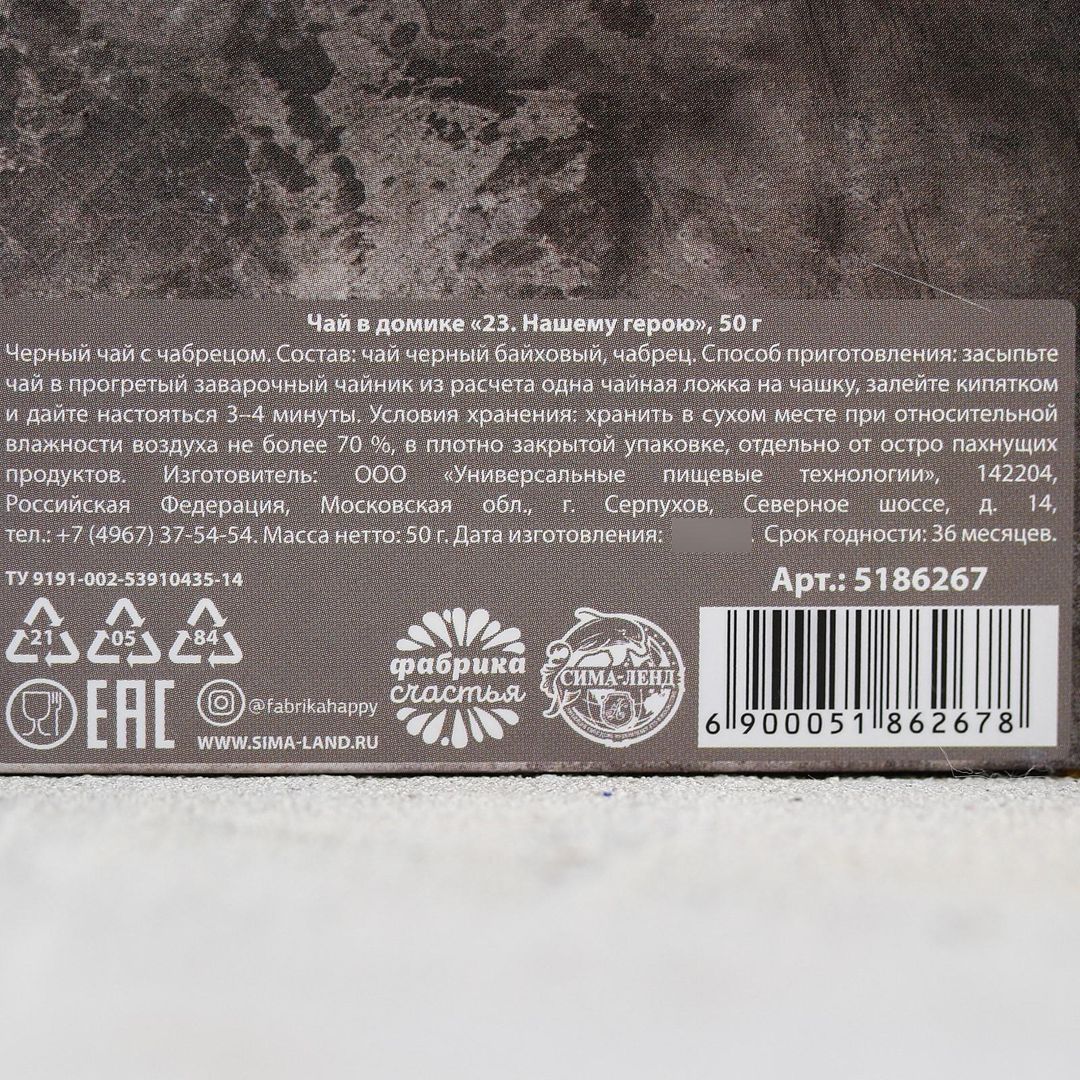 Чай в домике «23. Нашему герою», 50 г
Черный чай с чабрецом. Состав: чай черный байховый, чабрец. Способ приготовления: засыпьте
чай в прогретый заварочный чайник из расчета одна чайная ложка на чашку, залейте кипятком
и дайте настояться 3–4 минуты. Условия хранения: хранить в сухом месте при относительной
влажности воздуха не более 70 %, в плотно закрытой упаковке, отдельно от остро пахнущих
продуктов. Изготовитель: ООО «Универсальные пищевые технологии», 142204,
Российская Федерация, Московская обл., г. Серпухов, Северное шоссе, д. 14,
тел.: +7 (4967) 37-54-54. Масса нетто: 50 г. Дата изготовления: . Срок годности: 36 месяцев.
ТУ 9191-002-53910435-14
Арт.: 5186267
21 05 84
фабрика
счастья
СИМА-ЛЕНД
EAC
@fabrikahappy
WWW.SIMA-LAND.RU
6 900051 862678